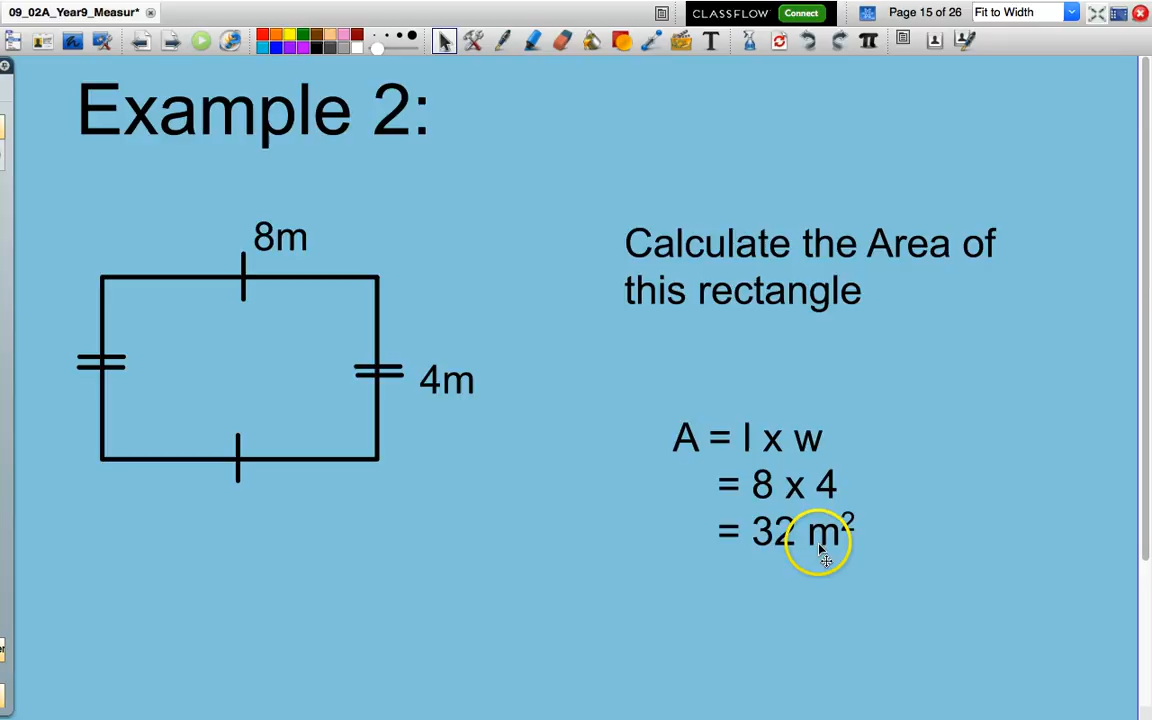 09_02A_Year9_Measur*
CLASSFLOW Connect
Page 15 of 26
Fit to Width
Example 2:
8m
4m
Calculate the Area of
this rectangle
A = l x w
= 8 x 4
= 32 m²